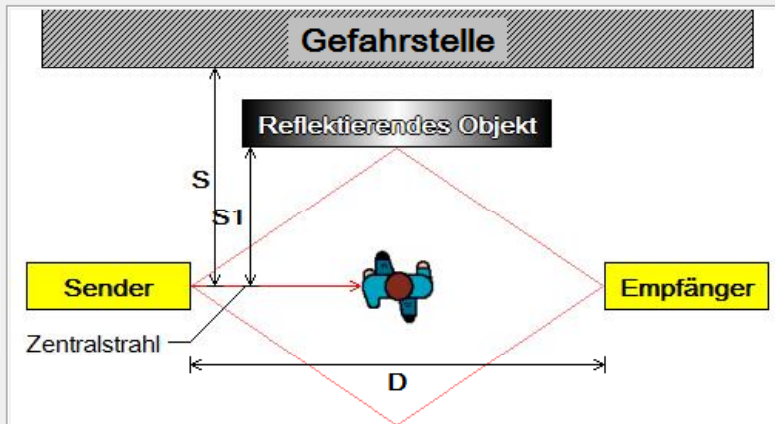 Gefahrstelle
Reflektierendes Objekt
S
S1
Sender
Empfänger
Zentralstrahl
D